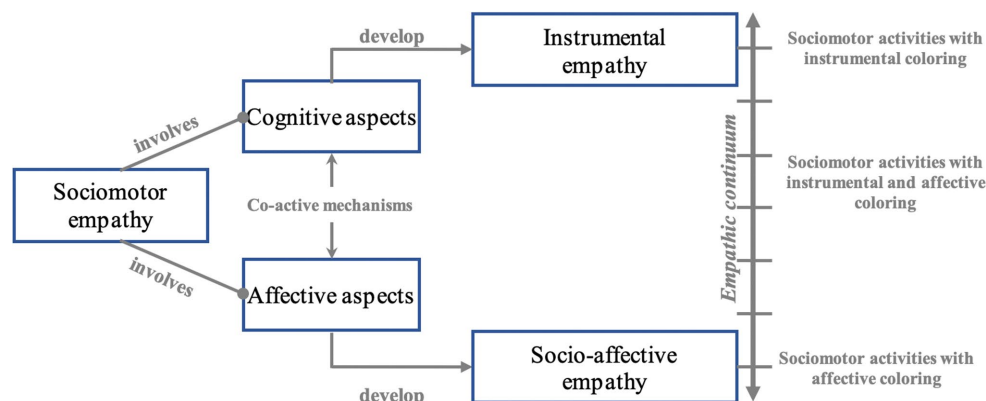 develop
Instrumental
empathy
Sociomotor activities with
instrumental coloring
Cognitive aspects
involves
Sociomotor
empathy
Co-active mechanisms
Empathic continuum
Sociomotor activities with
instrumental and affective
coloring
involves
Affective aspects
Socio-affective
empathy
Sociomotor activities with
affective coloring
develop